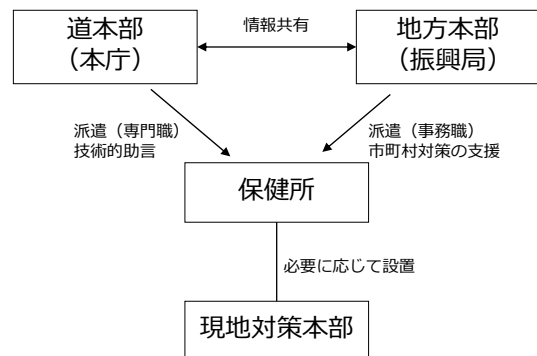 道本部
（本庁）
情報共有
地方本部
（振興局）
派遣（専門職）
技術的助言
派遣（事務職）
市町村対策の支援
保健所
必要に応じて設置
現地対策本部